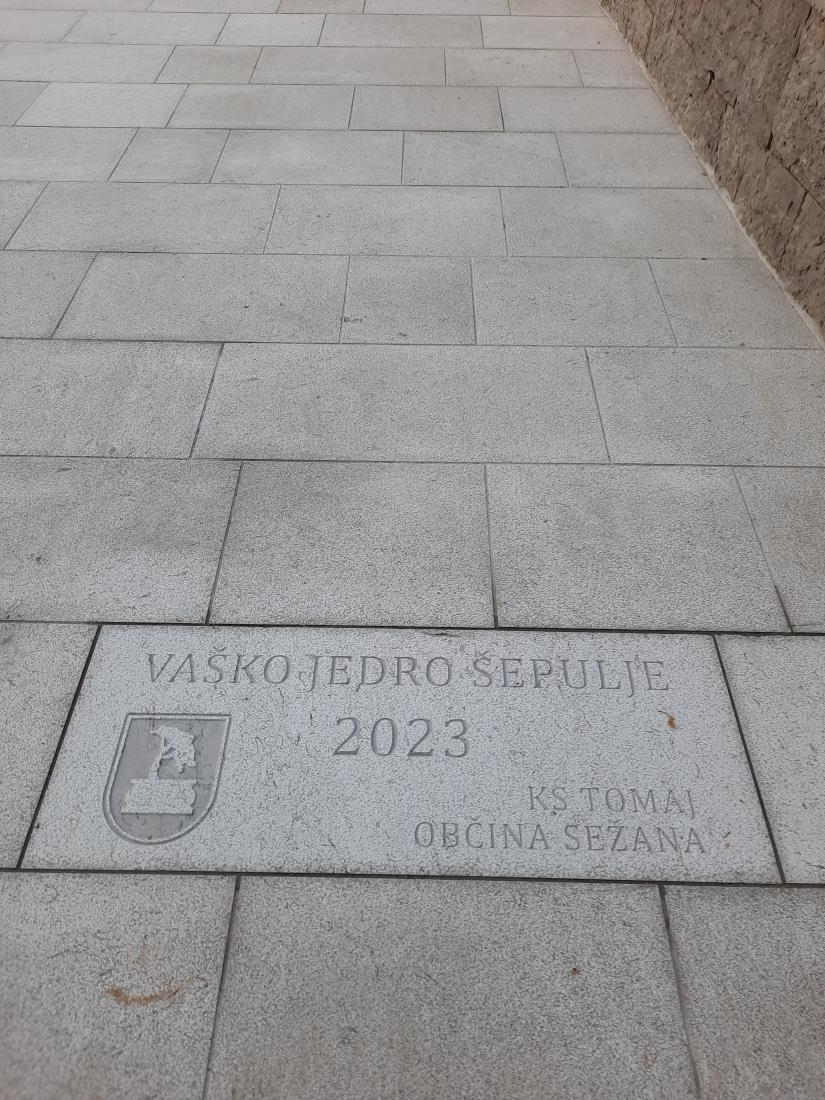 VAŠKO JEDRO ŠEPULJE
2023
KS TOMAJ
OBČINA SEŽANA